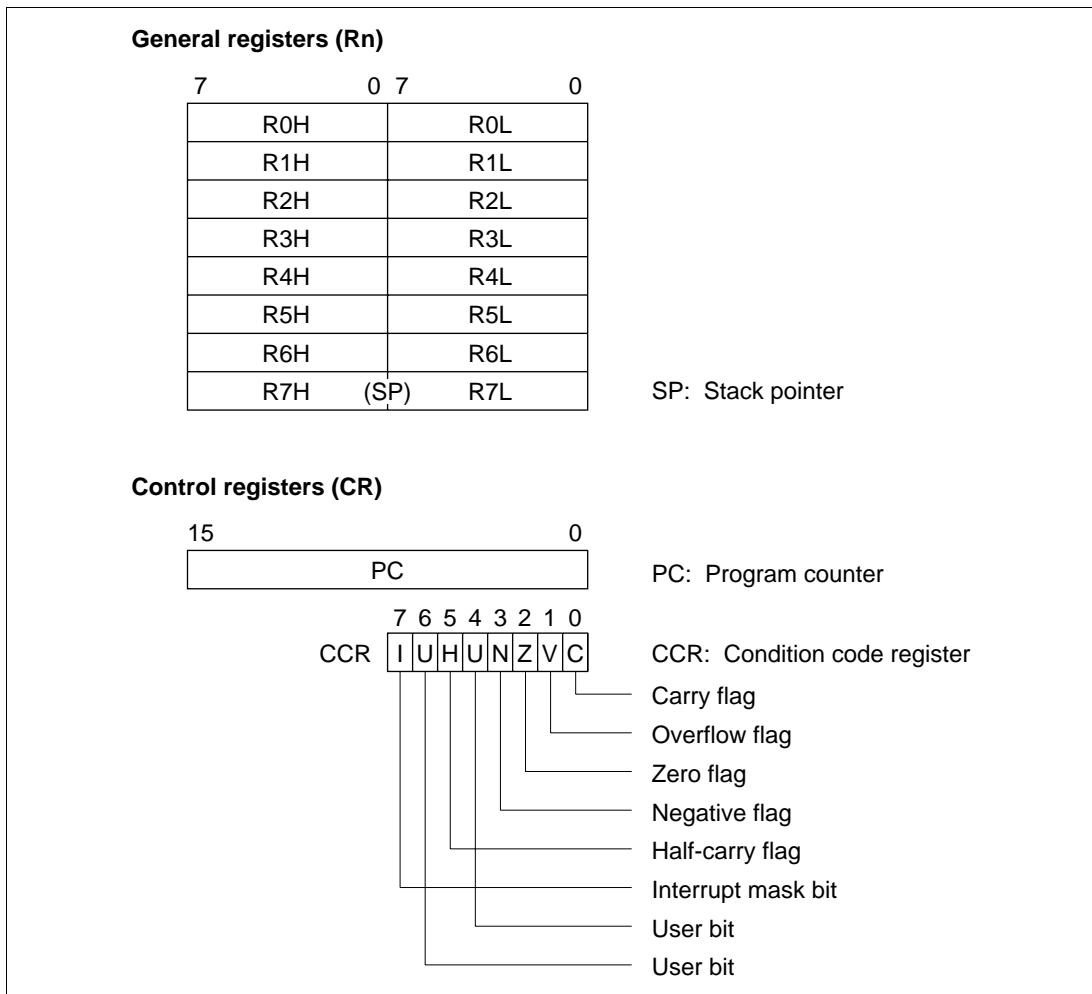 General registers (Rn)
7 0 7 0
R0H R0L
R1H R1L
R2H R2L
R3H R3L
R4H R4L
R5H R5L
R6H R6L
R7H (SP) R7L SP: Stack pointer
Control registers (CR)
15 0
PC PC: Program counter
7 6 5 4 3 2 1 0
CCR I U H U N Z V C CCR: Condition code register
Carry flag
Overflow flag
Zero flag
Negative flag
Half-carry flag
Interrupt mask bit
User bit
User bit